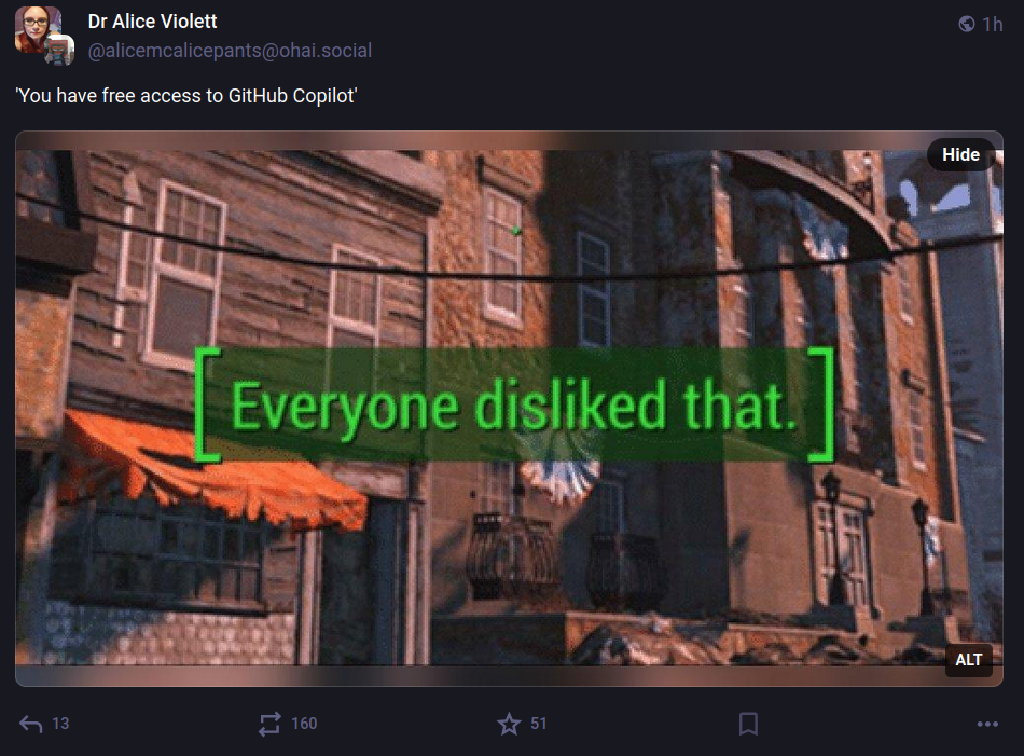 Dr Alice Violett
1h
@alicemcalicepants@ohai.social
'You have free access to GitHub Copilot'
Hide
Everyone disliked that.
ALT
13
160
51